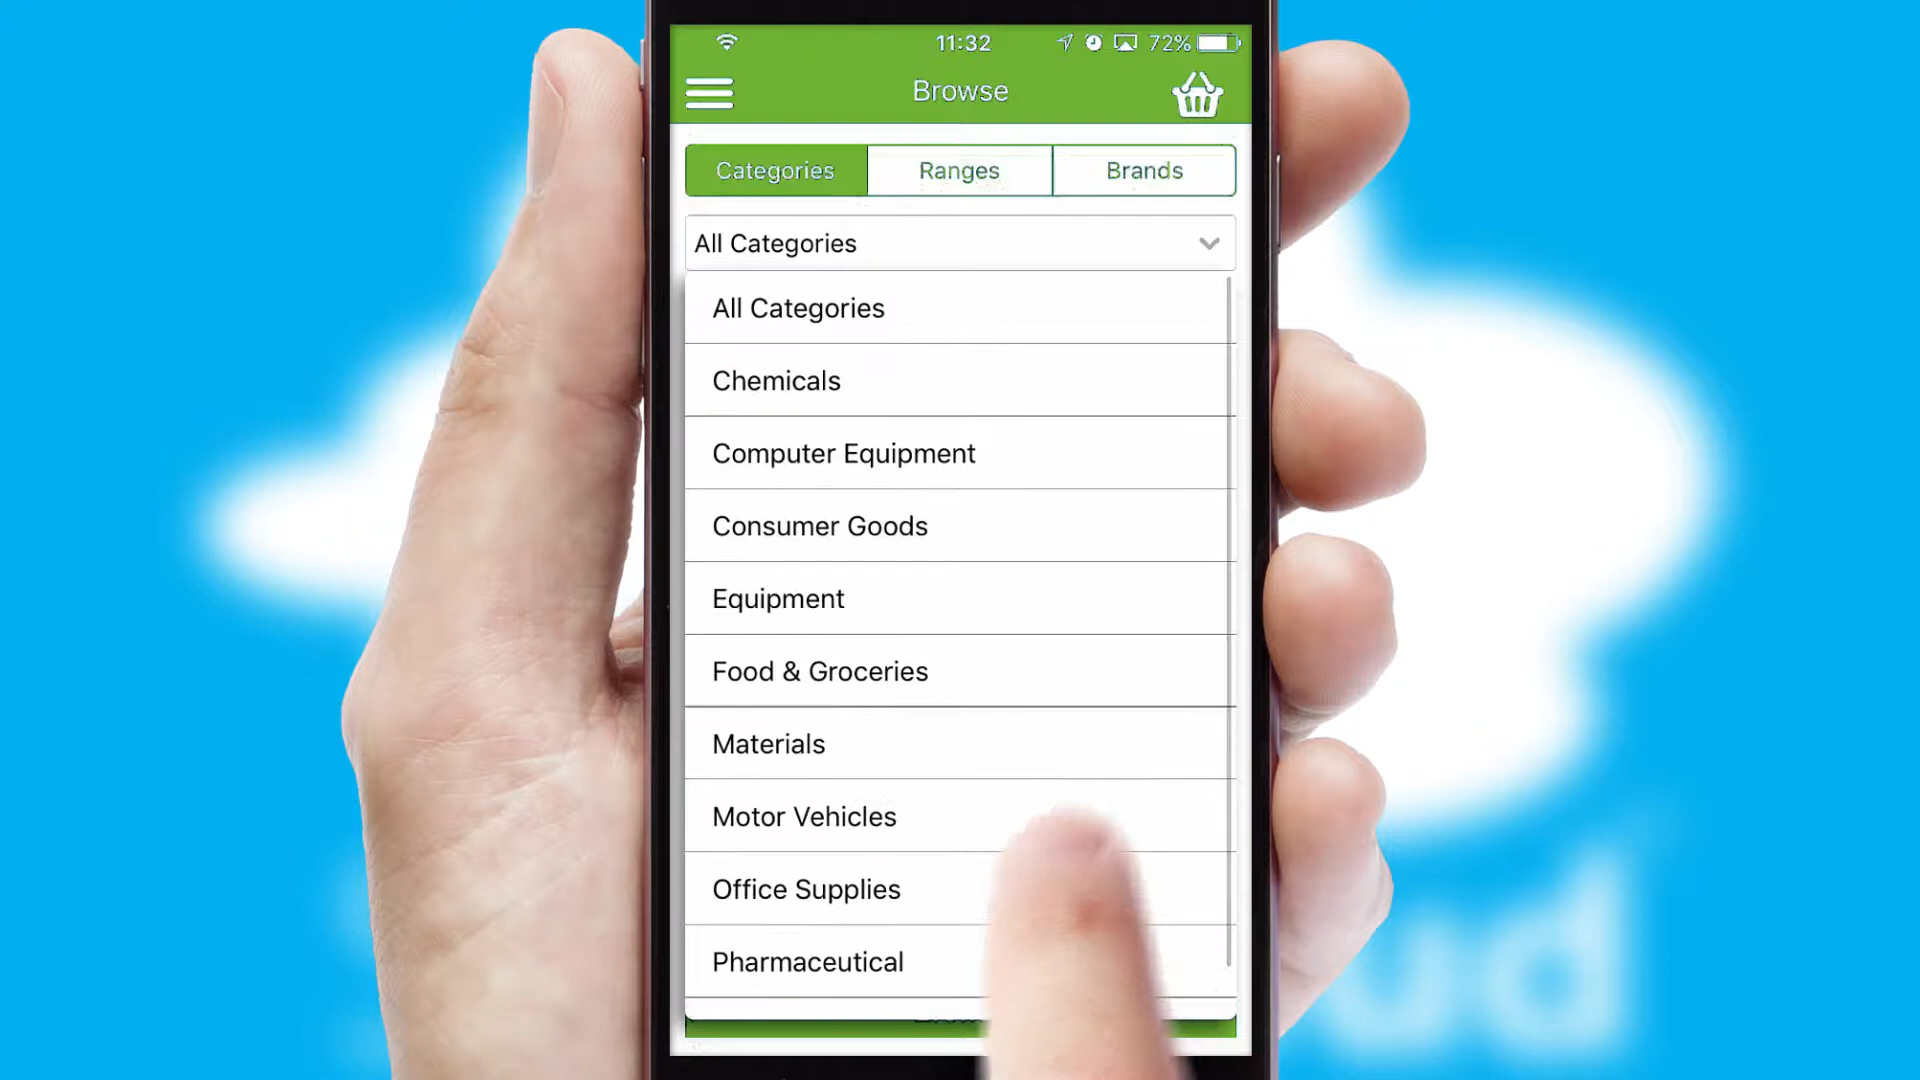 11:32 72%
Browse
Categories Ranges Brands
All Categories
All Categories
Chemicals
Computer Equipment
Consumer Goods
Equipment
Food & Groceries
Materials
Motor Vehicles
Office Supplies
Pharmaceutical